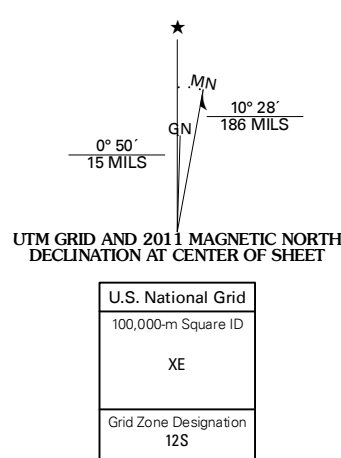 ★
MN
GN
10° 28´
186 MILS
0° 50´
15 MILS
UTM GRID AND 2011 MAGNETIC NORTH
DECLINATION AT CENTER OF SHEET
U.S. National Grid
100,000-m Square ID
XE
Grid Zone Designation
12S